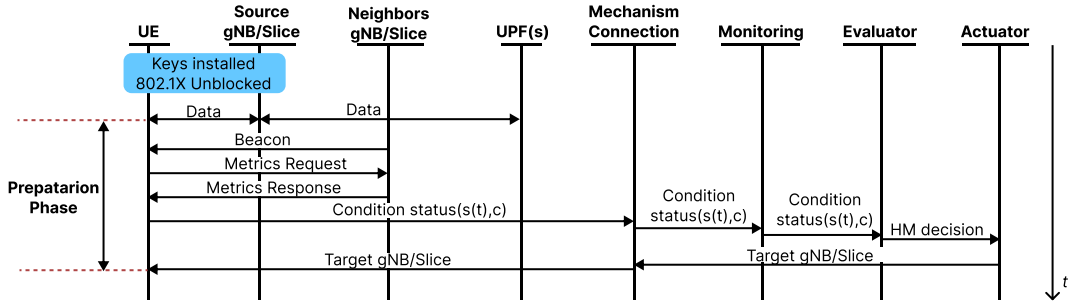 UE
Source
gNB/Slice
Neighbors
gNB/Slice
UPF(s)
Mechanism
Connection
Monitoring
Evaluator
Actuator
Keys installed
802.1X Unblocked
Data
Data
Beacon
Metrics Request
Metrics Response
Prepatarion
Phase
Condition status(s(t),c)
Condition
status(s(t),c)
Condition
status(s(t),c)
HM decision
Target gNB/Slice
Target gNB/Slice
t